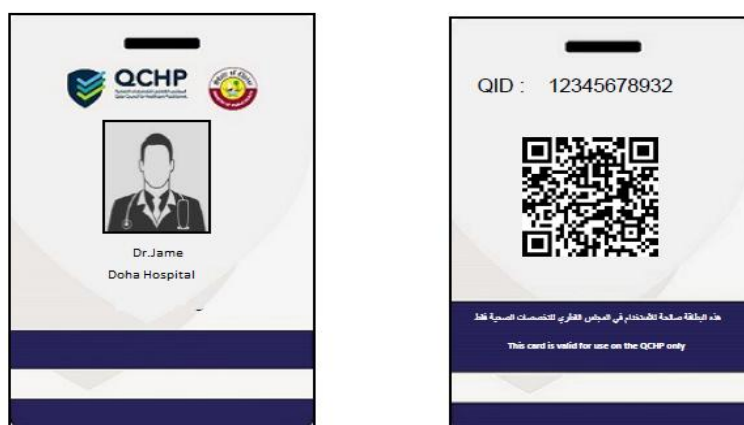 QCHP
Dr.Jame
Doha Hospital
QID : 12345678932
هذه البطاقة صالحة للأستخدام في المجلس القطري للتخصصات الصحية فقط
This card is valid for use on the QCHP only